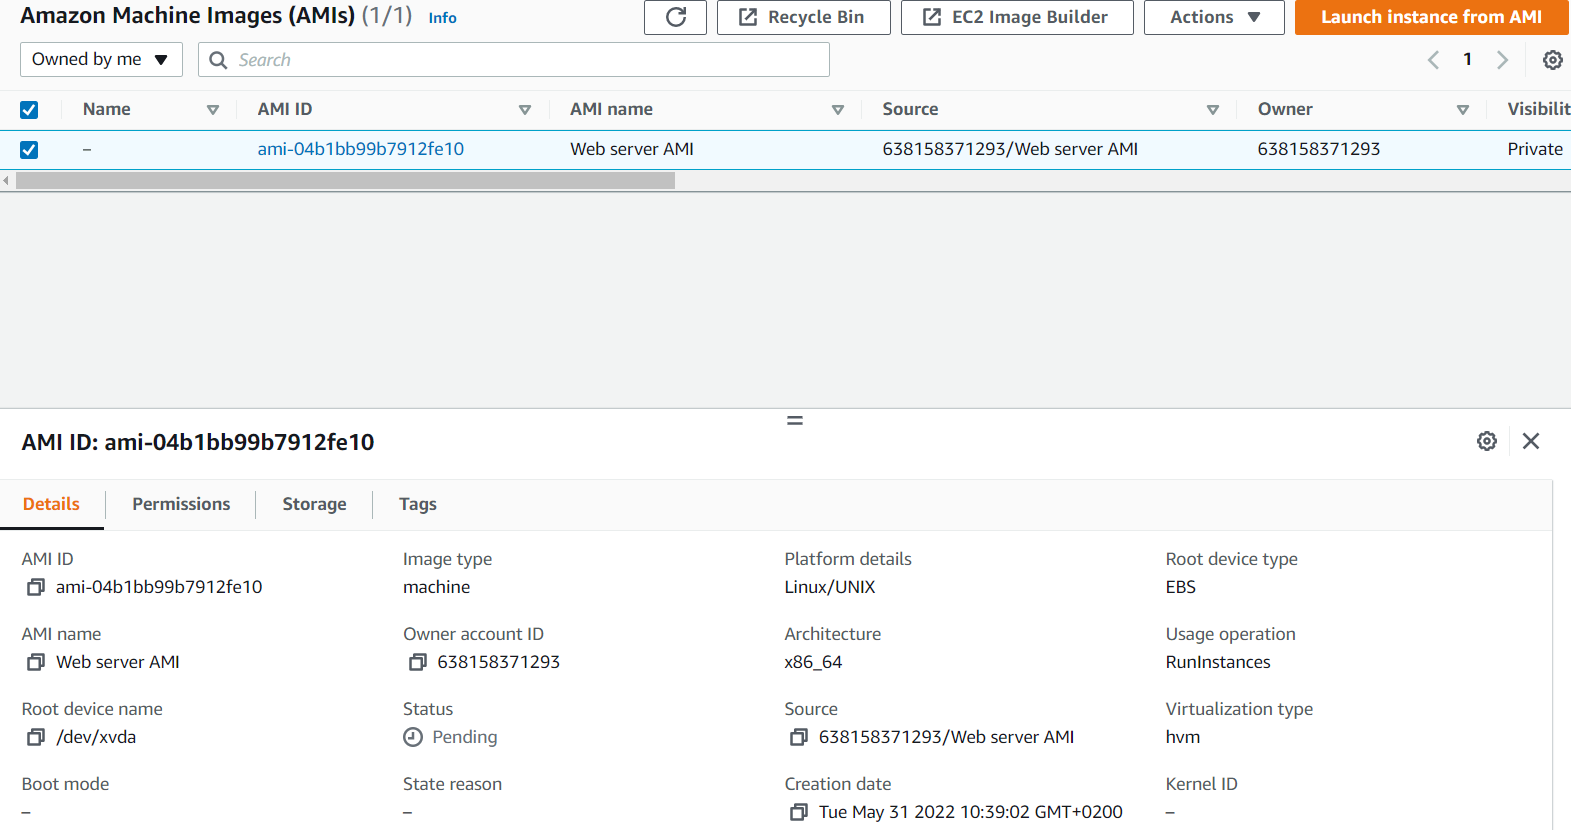 Amazon Machine Images (AMIs) (1/1) Info Recycle Bin EC2 Image Builder Actions Launch instance from AMI
Owned by me Search 1
Name AMI ID AMI name Source Owner Visibilit
– ami-04b1bb99b7912fe10 Web server AMI 638158371293/Web server AMI 638158371293 Private
AMI ID: ami-04b1bb99b7912fe10
Details Permissions Storage Tags
AMI ID Image type Platform details Root device type
ami-04b1bb99b7912fe10 machine Linux/UNIX EBS
AMI name Owner account ID Architecture Usage operation
Web server AMI 638158371293 x86_64 RunInstances
Root device name Status Source Virtualization type
/dev/xvda Pending 638158371293/Web server AMI hvm
Boot mode State reason Creation date Kernel ID
– – Tue May 31 2022 10:39:02 GMT+0200 –